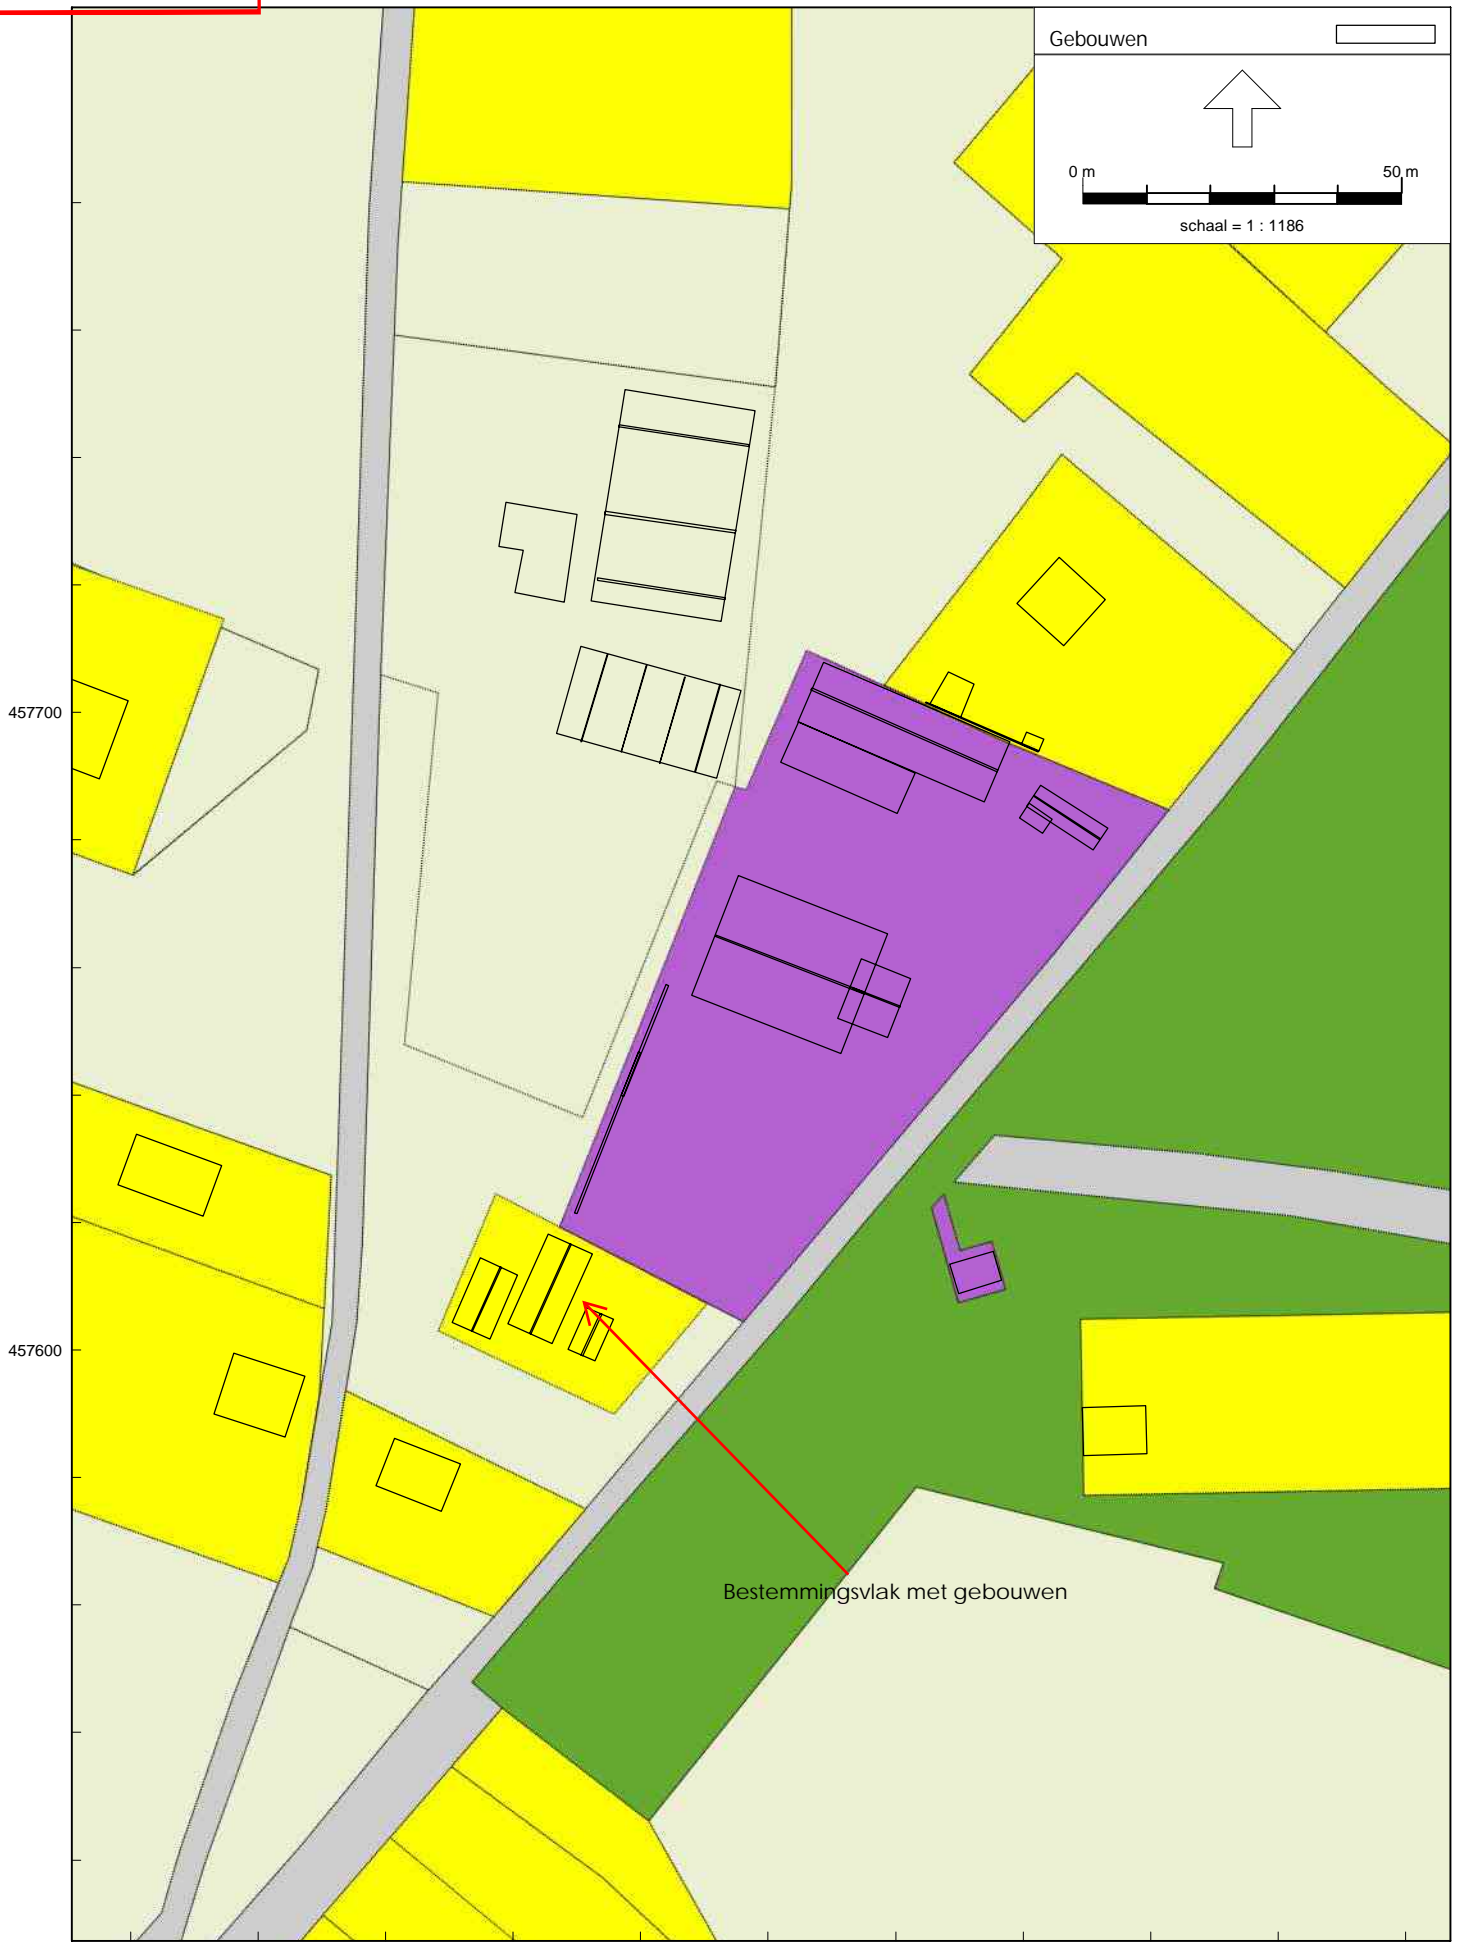 Gebouwen
0 m 50 m
schaal = 1 : 1186
457700
457600
Bestemmingsvlak met gebouwen